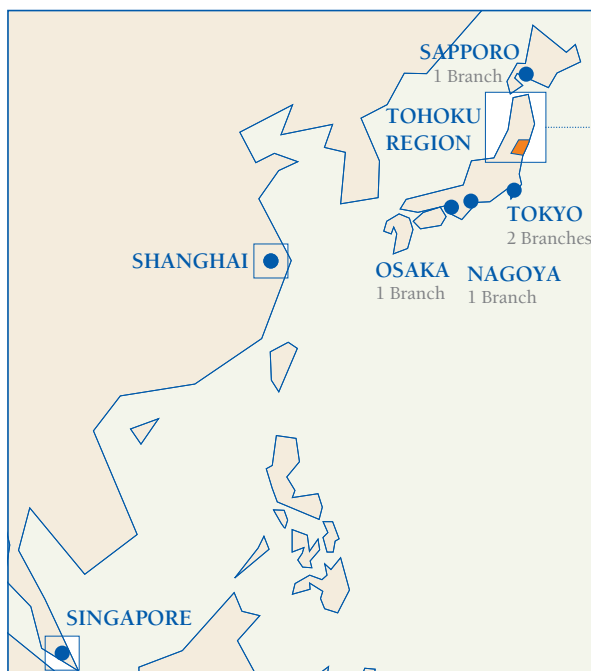 SAPPORO
1 Branch
TOHOKU
REGION
TOKYO
2 Branches
SHANGHAI
OSAKA
1 Branch
NAGOYA
1 Branch
SINGAPORE